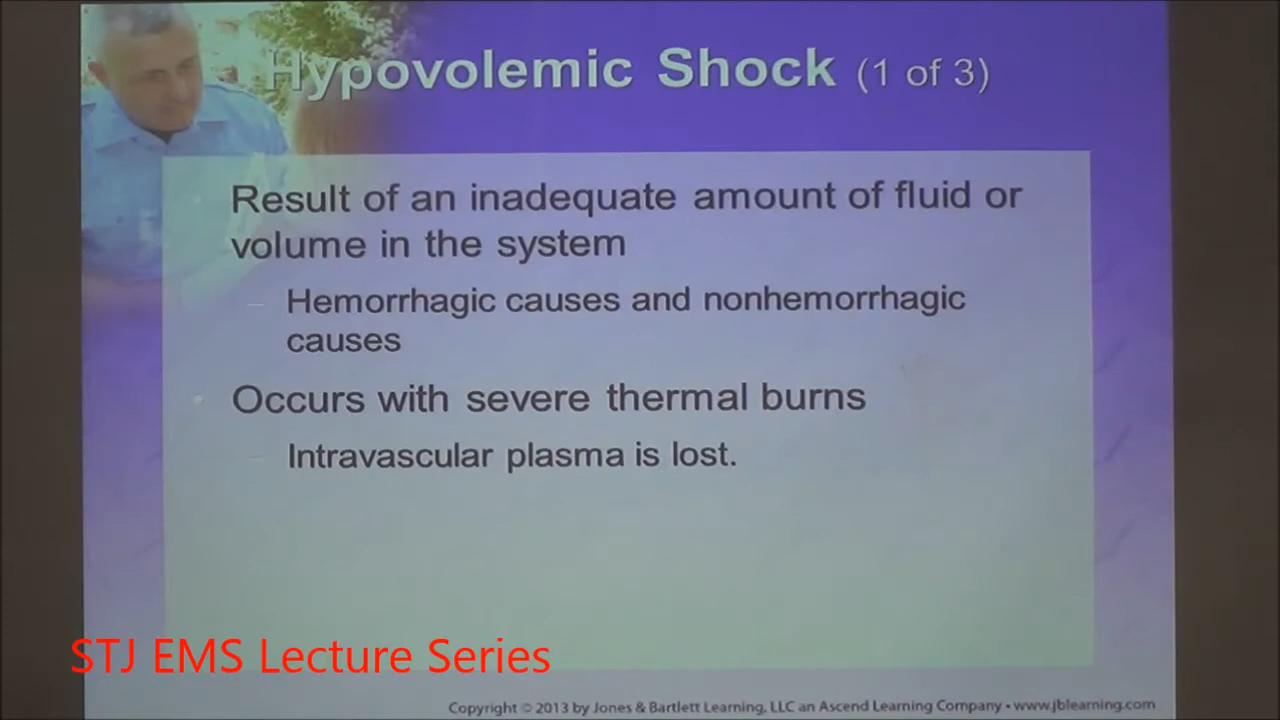 Hypovolemic Shock (1 of 3)
Result of an inadequate amount of fluid or
volume in the system
– Hemorrhagic causes and nonhemorrhagic
causes
• Occurs with severe thermal burns
– Intravascular plasma is lost.
STJ EMS Lecture Series
Copyright © 2013 by Jones & Bartlett Learning, LLC an Ascend Learning Company • www.jblearning.com